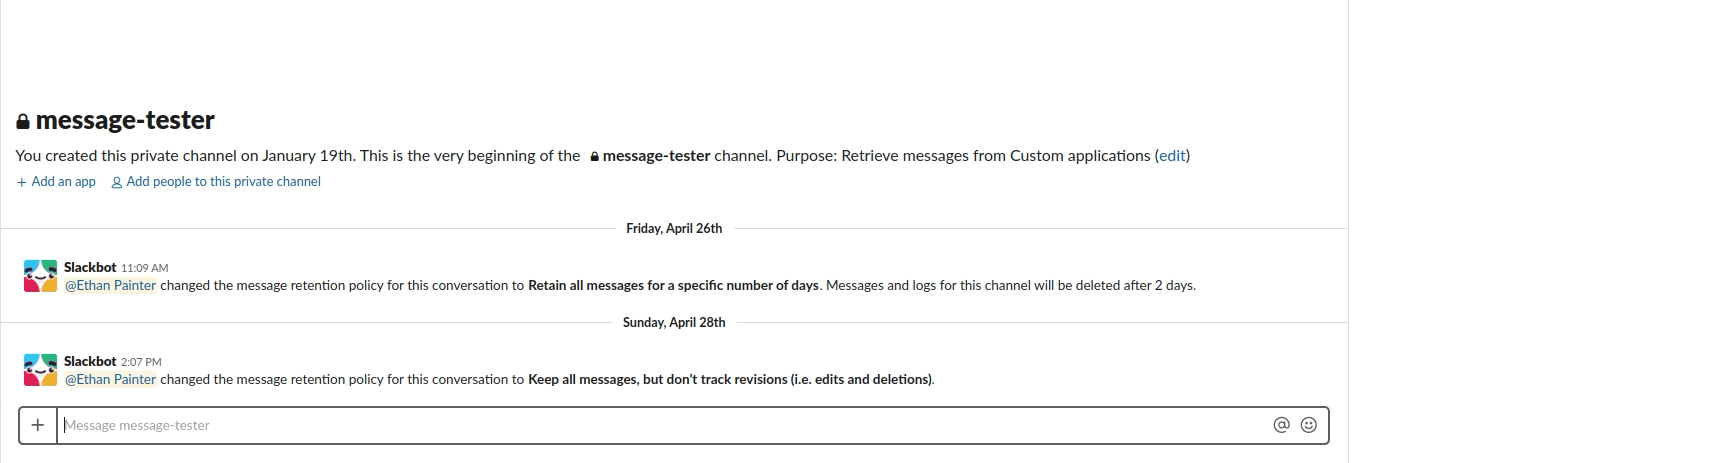 message-tester
You created this private channel on January 19th. This is the very beginning of the message-tester channel. Purpose: Retrieve messages from Custom applications (edit)
+ Add an app Add people to this private channel
Friday, April 26th
Slackbot 11:09 AM
@Ethan Painter changed the message retention policy for this conversation to Retain all messages for a specific number of days. Messages and logs for this channel will be deleted after 2 days.
Sunday, April 28th
Slackbot 2:07 PM
@Ethan Painter changed the message retention policy for this conversation to Keep all messages, but don’t track revisions (i.e. edits and deletions).
+ Message message-tester @